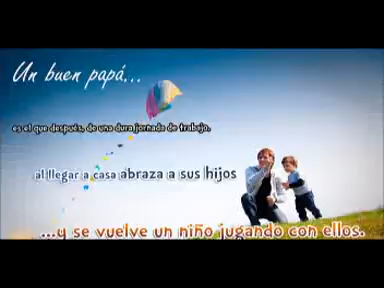 Un buen papá...
es el que después, de una dura jornada de trabajo,
al llegar a casa abraza a sus hijos
...y se vuelve un niño jugando con ellos.